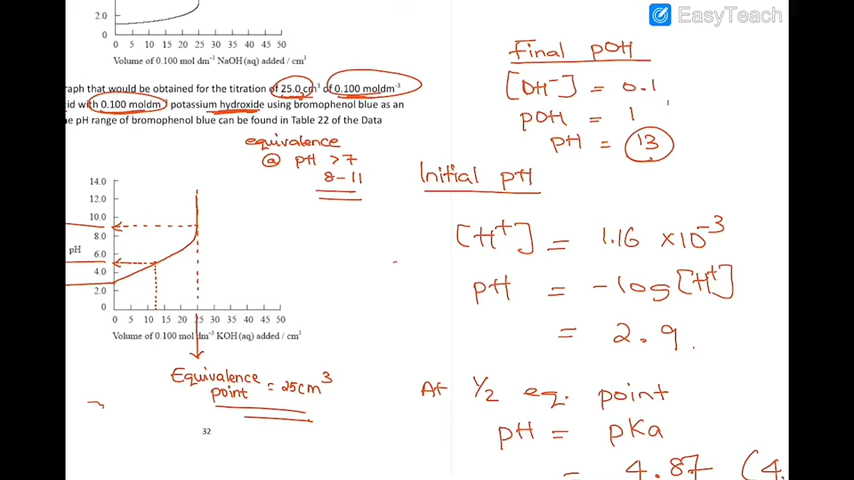 EasyTeach
2.0
0
0 5 10 15 20 25 30 35 40 45 50
Volume of 0.100 mol dm⁻³ NaOH(aq) added / cm³
raph that would be obtained for the titration of 25.0 cm³ of 0.100 moldm⁻³
cid with 0.100 moldm⁻ potassium hydroxide using bromophenol blue as an
e pH range of bromophenol blue can be found in Table 22 of the Data
equivalence
@ pH >7
8-11
14.0
12.0
10.0
8.0
pH
6.0
4.0
2.0
0
0 5 10 15 20 25 30 35 40 45 50
Volume of 0.100 mol dm⁻³ KOH(aq) added / cm³
Equivalence
point = 25cm³
32
Final pOH
[OH⁻] = 0.1
pOH = 1
pH = 13
Initial pH
[H⁺] = 1.16 ×10⁻³
pH = -log[H⁺]
= 2.9.
At ½ eq. point
pH = pKa
= 4.87 (4.